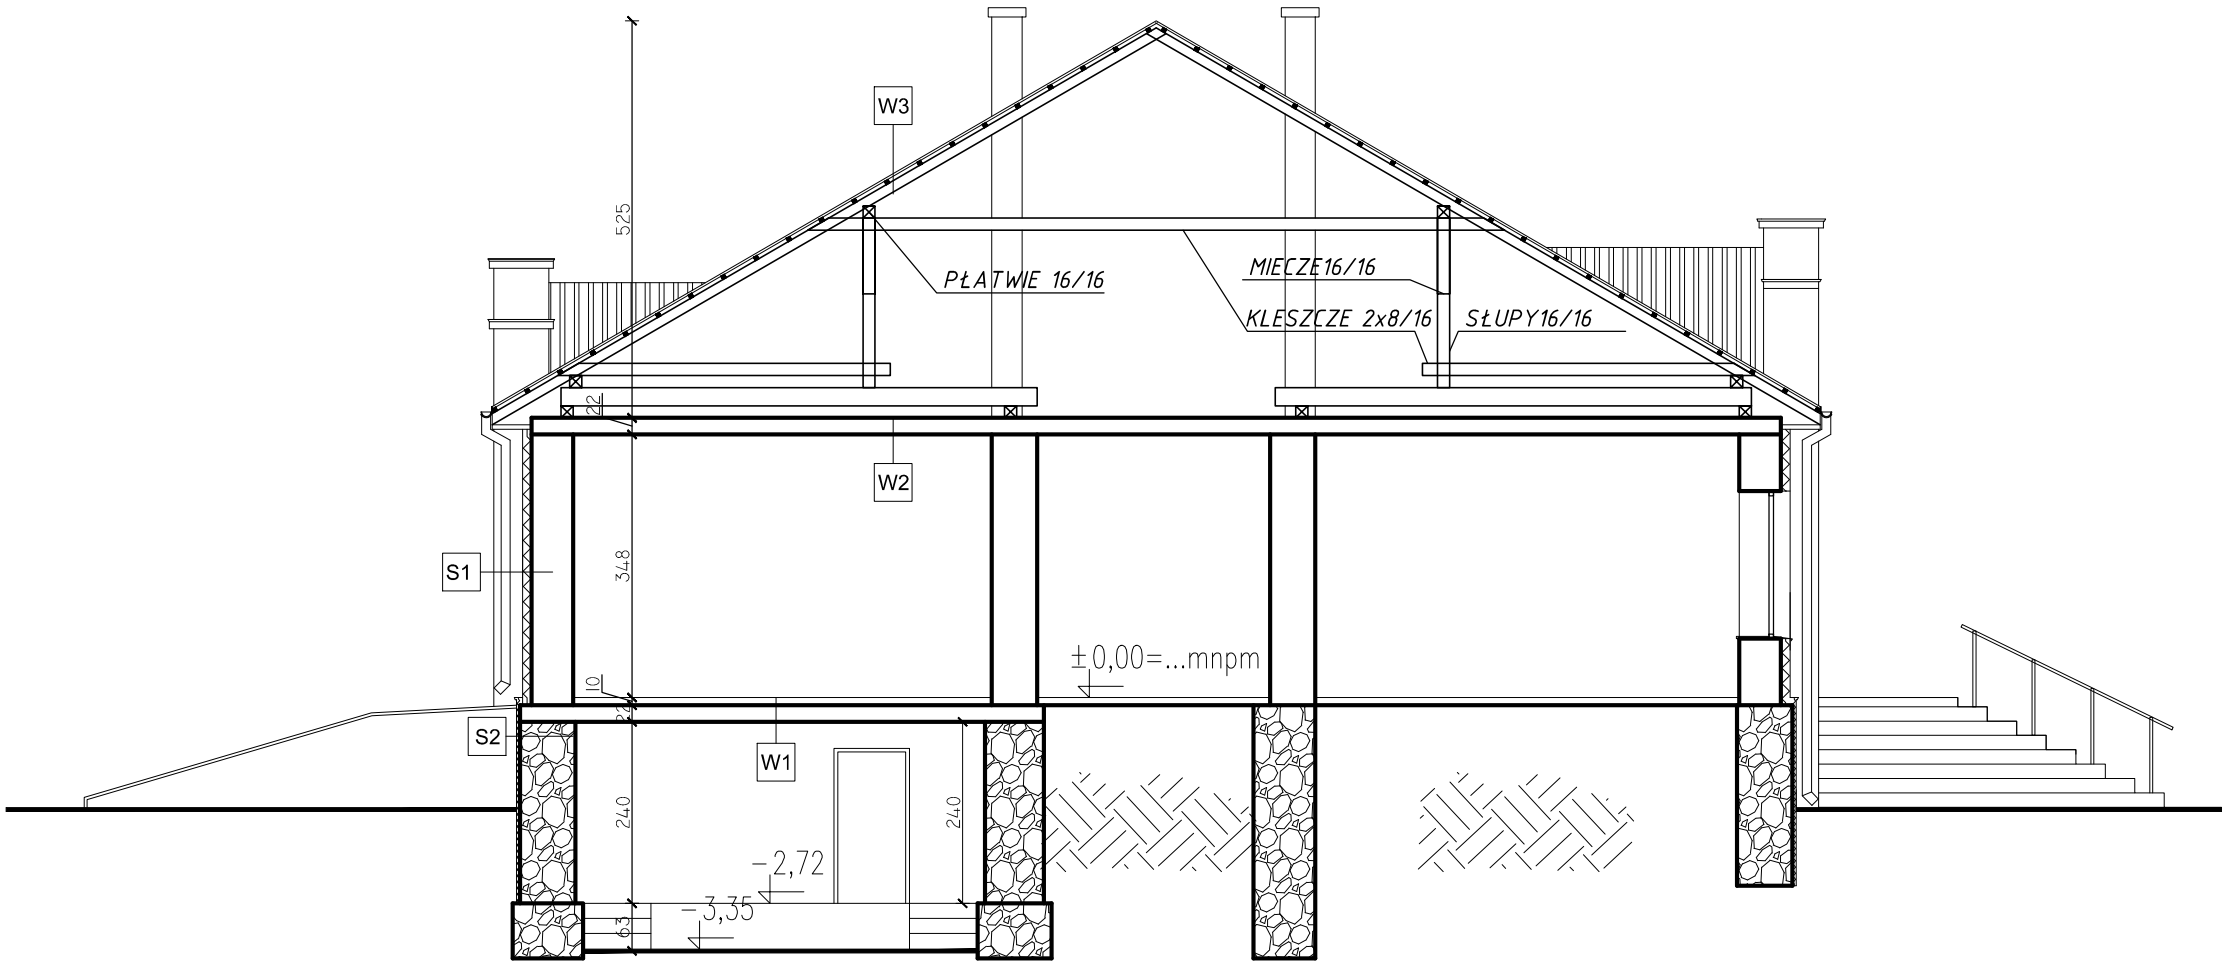 W3
525
PŁATWIE 16/16
MIECZE16/16
KLESZCZE 2x8/16
SŁUPY16/16
22
W2
348
S1
±0,00=...mnpm
10
22
S2
W1
240
240
-2,72
-3,35
63